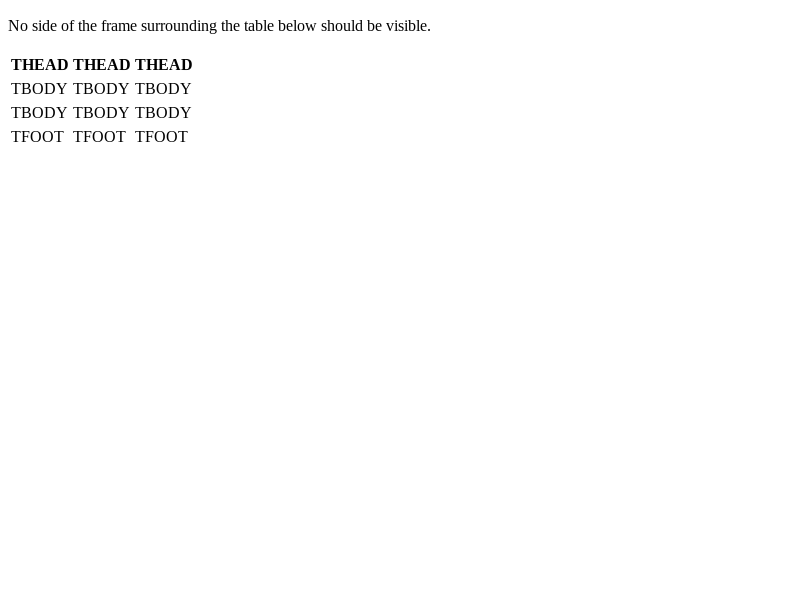 No side of the frame surrounding the table below should be visible.
THEAD THEAD THEAD
TBODY TBODY TBODY
TBODY TBODY TBODY
TFOOT TFOOT TFOOT